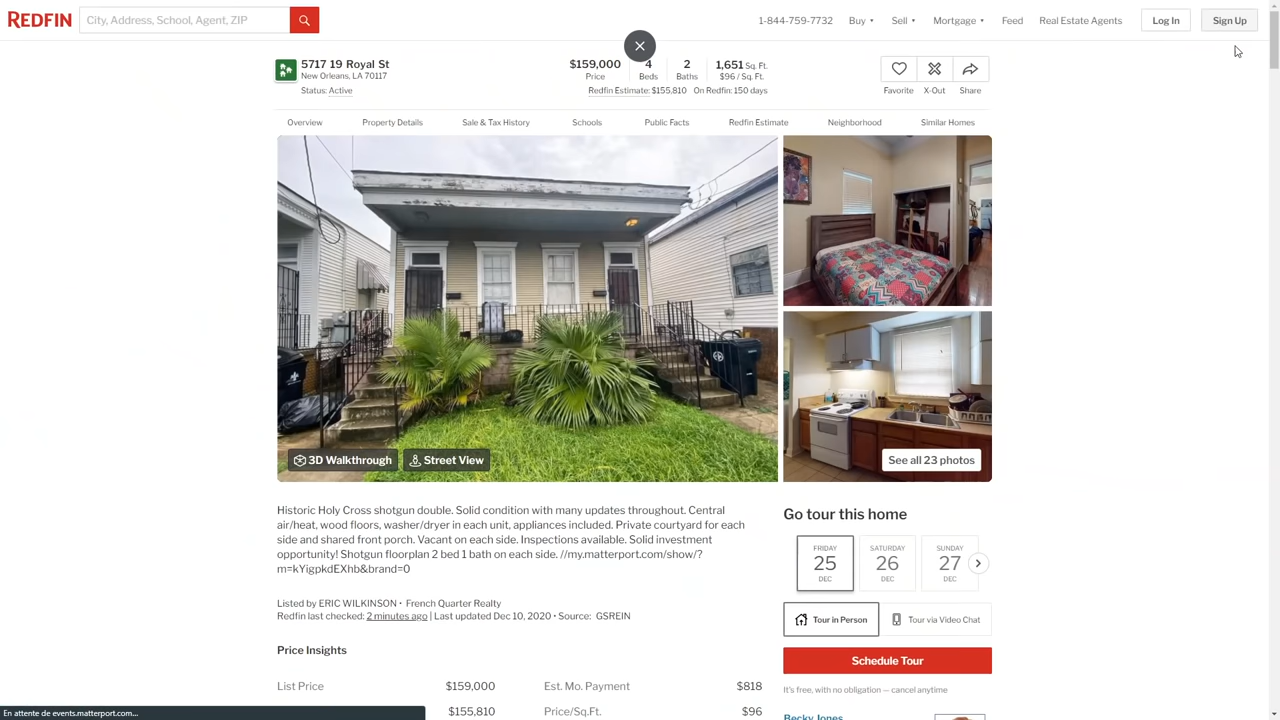 REDFIN
City, Address, School, Agent, ZIP
1-844-759-7732 Buy Sell Mortgage Feed Real Estate Agents Log In Sign Up
5717 19 Royal St
New Orleans, LA 70117
Status: Active
$159,000 4 2 1,651 Sq. Ft.
Price Beds Baths $96 / Sq. Ft.
Redfin Estimate: $155,810 On Redfin: 150 days
Favorite X-Out Share
Overview Property Details Sale & Tax History Schools Public Facts Redfin Estimate Neighborhood Similar Homes
3D Walkthrough Street View
See all 23 photos
Historic Holy Cross shotgun double. Solid condition with many updates throughout. Central
air/heat, wood floors, washer/dryer in each unit, appliances included. Private courtyard for each
side and shared front porch. Vacant on each side. Inspections available. Solid investment
opportunity! Shotgun floorplan 2 bed 1 bath on each side. //my.matterport.com/show/?
m=kYigpkdEXhb&brand=0
Listed by ERIC WILKINSON • French Quarter Realty
Redfin last checked: 2 minutes ago | Last updated Dec 10, 2020 • Source: GSREIN
Price Insights
List Price $159,000 Est. Mo. Payment $818
$155,810 Price/Sq.Ft. $96
Go tour this home
FRIDAY SATURDAY SUNDAY
25 26 27
DEC DEC DEC
Tour in Person Tour via Video Chat
Schedule Tour
It's free, with no obligation — cancel anytime
Becky Jones
En attente de events.matterport.com...